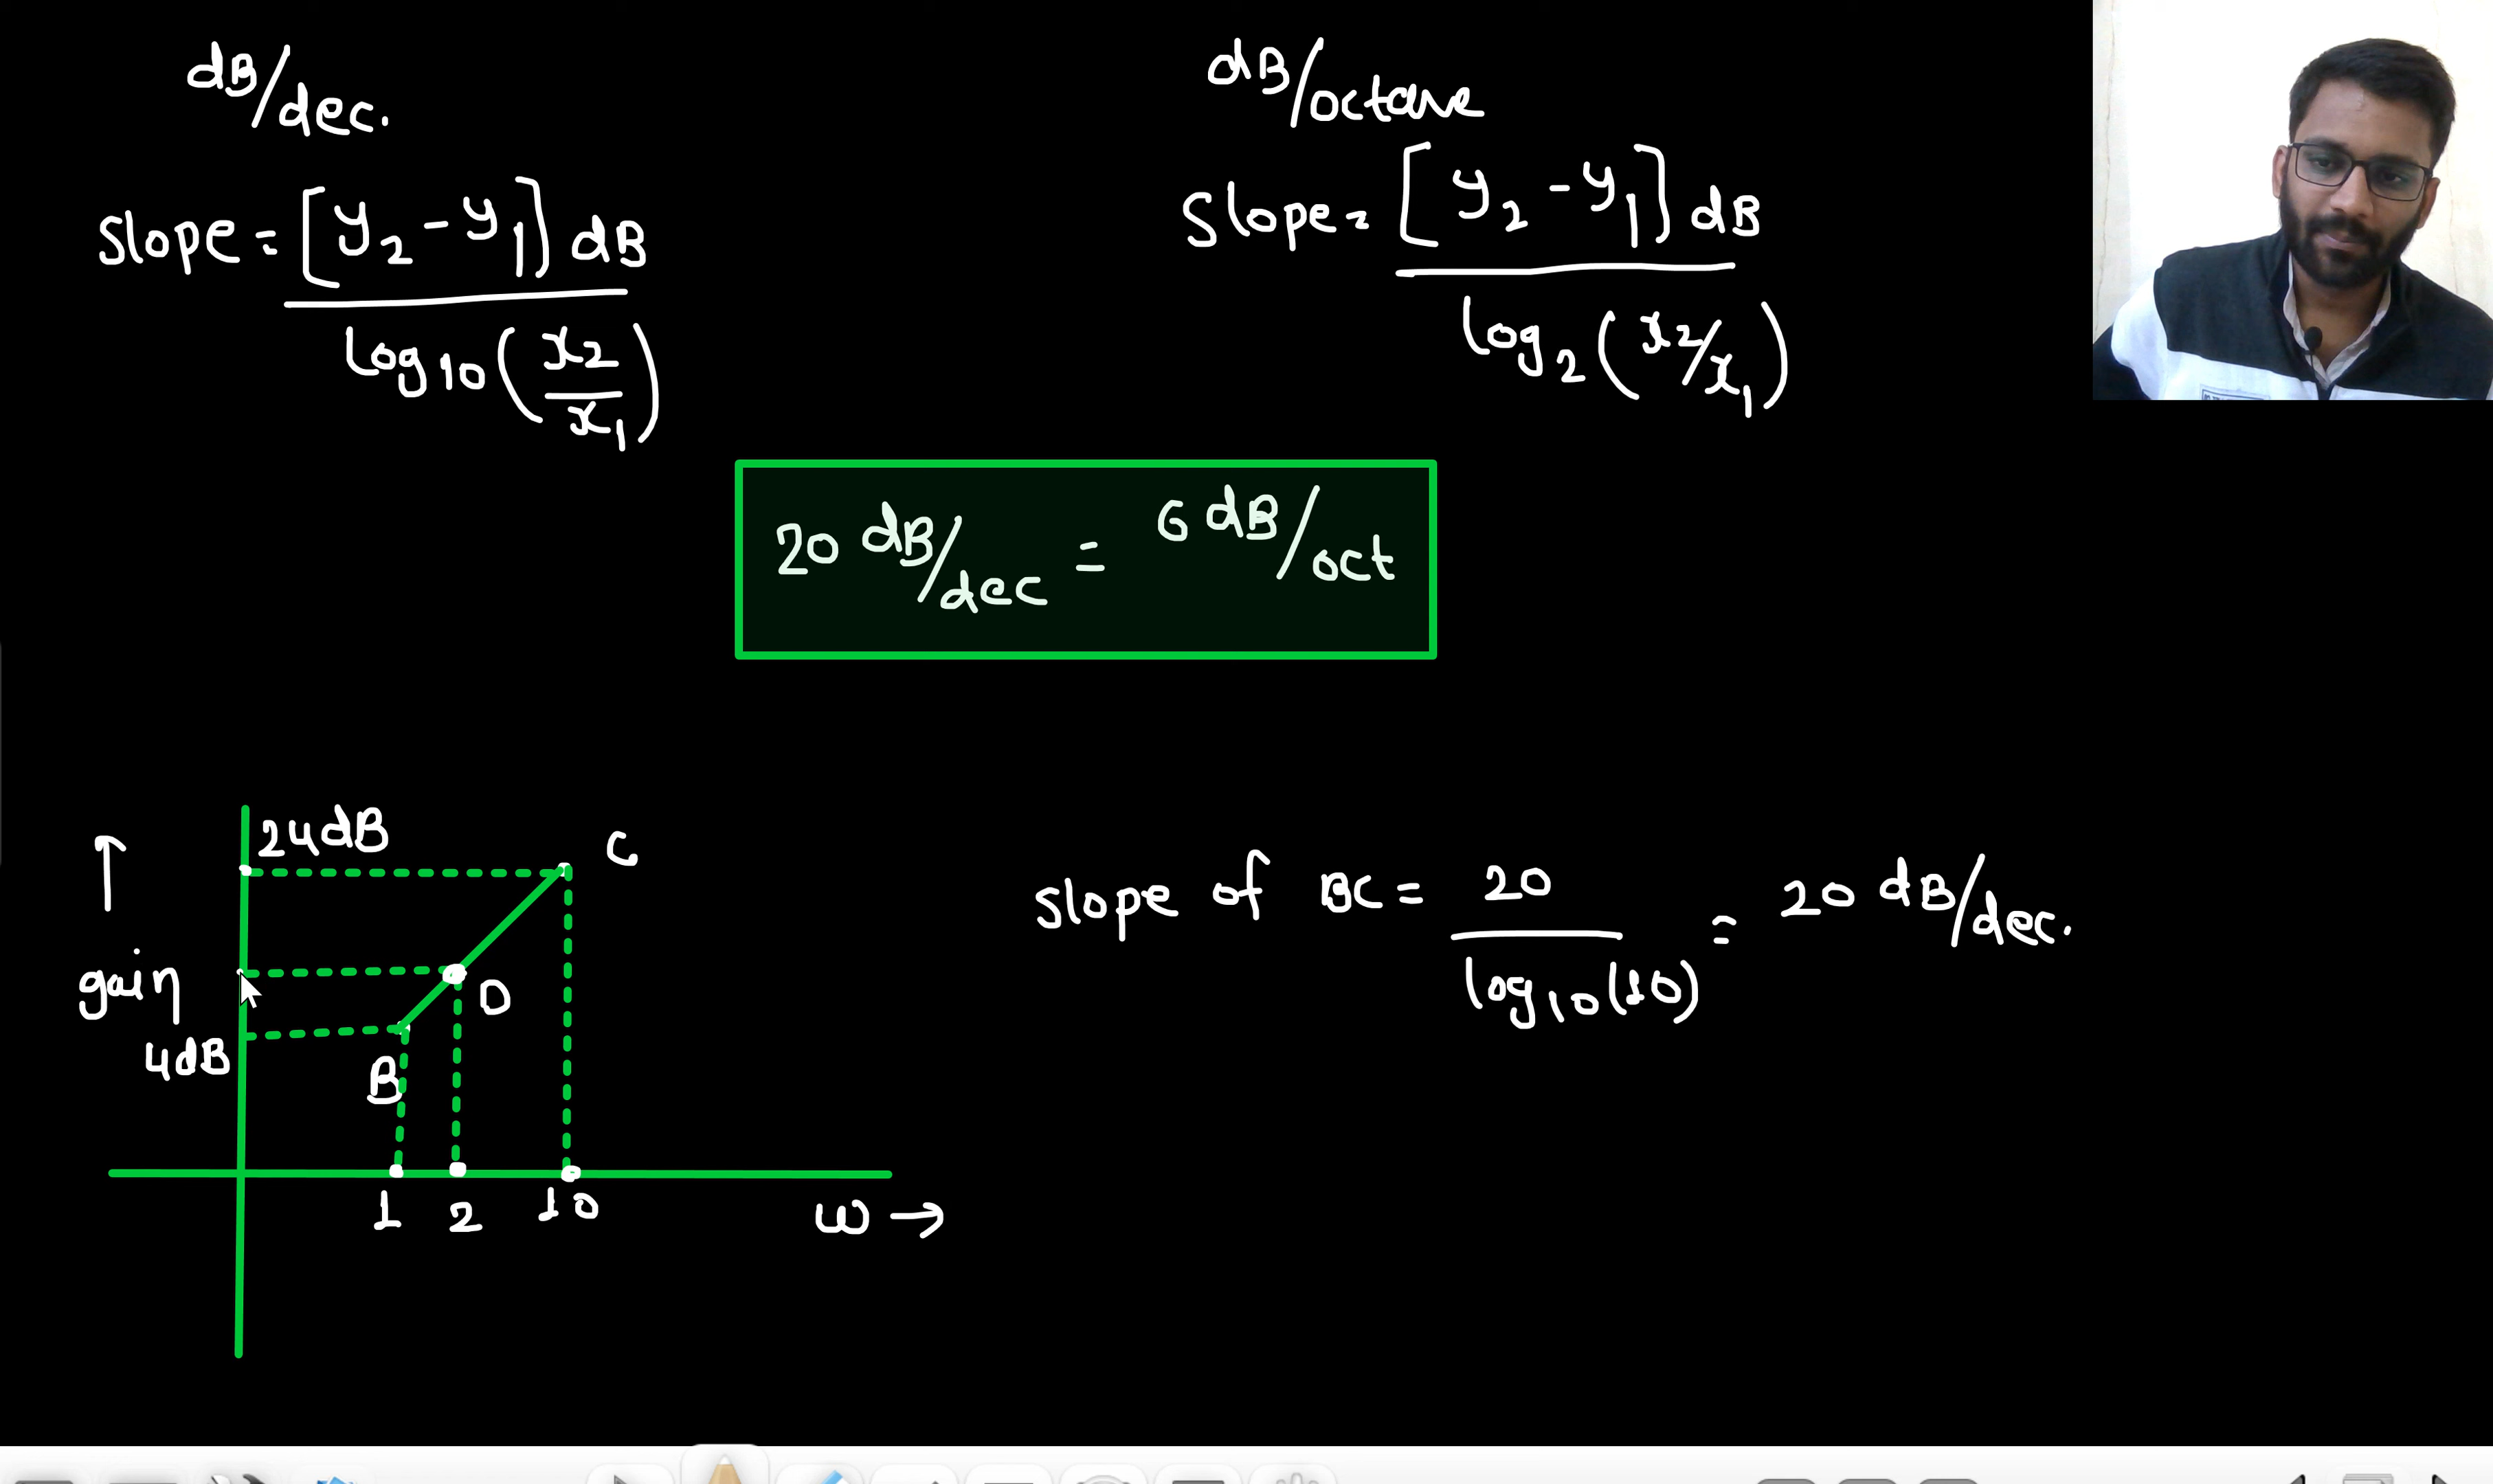 dB/dec.
slope = [y2 - y1] dB
log10 (x2/x1)
dB/octave
slope = [y2 - y1] dB
log2 (x2/x1)
20 dB/dec = 6 dB/oct
24dB
C
gain
D
4dB
B
1 2 10
ω →
slope of BC = 20 / log10(10) = 20 dB/dec.